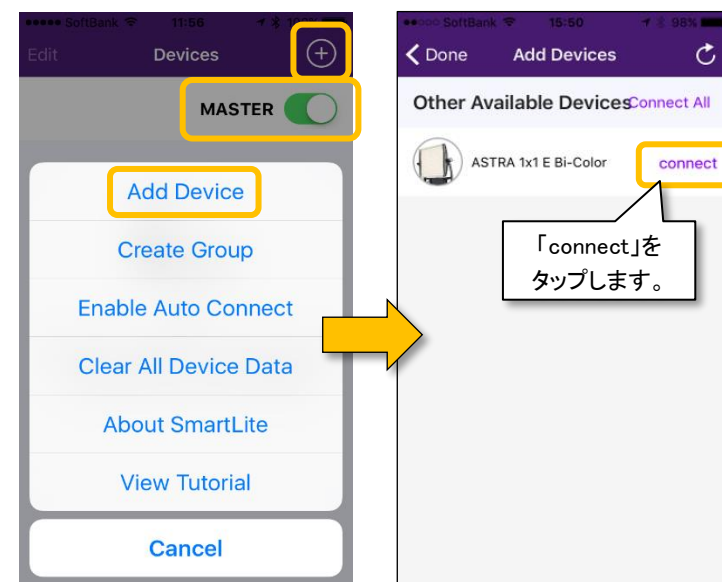 SoftBank 11:56
Edit Devices
MASTER
Add Device
Create Group
Enable Auto Connect
Clear All Device Data
About SmartLite
View Tutorial
Cancel
SoftBank 15:50 98%
Done Add Devices
Other Available Devices Connect All
ASTRA 1x1 E Bi-Color connect
「connect」を
タップします。